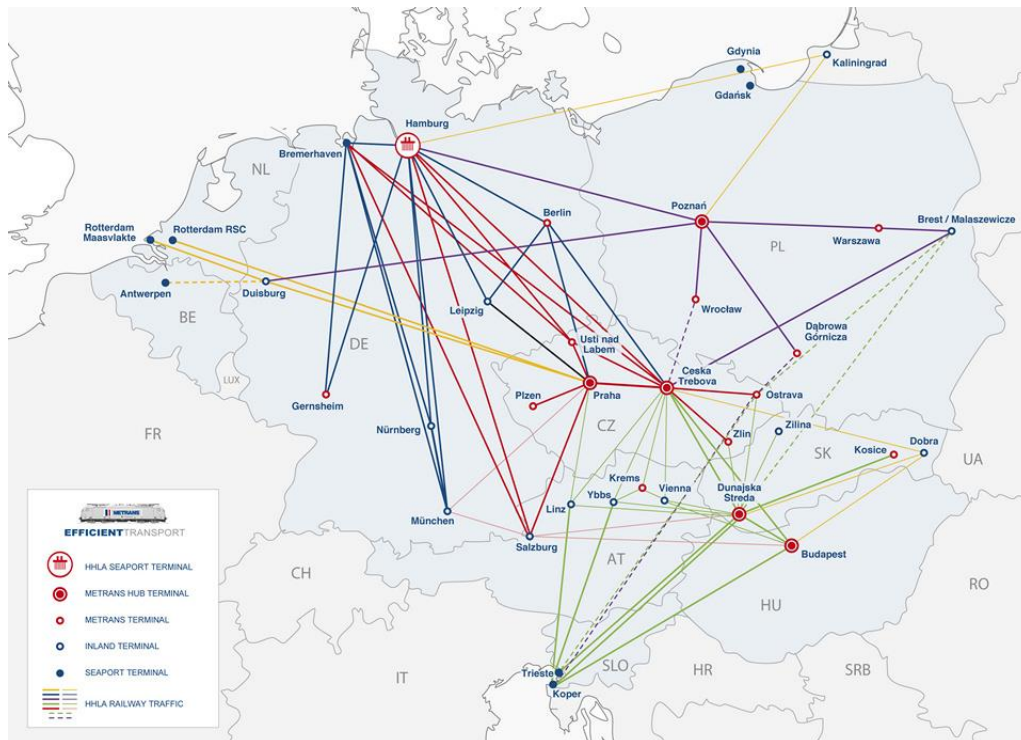 Gdynia
Kaliningrad
Gdańsk
Hamburg
Bremerhaven
NL
Berlin
Poznań
Brest / Małaszewicze
Rotterdam
Maasvlakte
Rotterdam RSC
Warszawa
PL
Antwerpen
Duisburg
Leipzig
Wrocław
BE
DE
Usti nad
Labem
Dąbrowa
Górnicza
LUX
Ceska
Trebova
Praha
Plzen
Ostrava
Gernsheim
Nürnberg
CZ
Zlin
Zilina
FR
SK
Dobra
Kosice
UA
Krems
Ybbs
Vienna
Dunajska
Streda
München
Linz
Salzburg
Budapest
AT
CH
HU
RO
IT
Trieste
SLO
Koper
HR
SRB
METRANS
EFFICIENTTRANSPORT
HHLA SEAPORT TERMINAL
METRANS HUB TERMINAL
METRANS TERMINAL
INLAND TERMINAL
SEAPORT TERMINAL
HHLA RAILWAY TRAFFIC